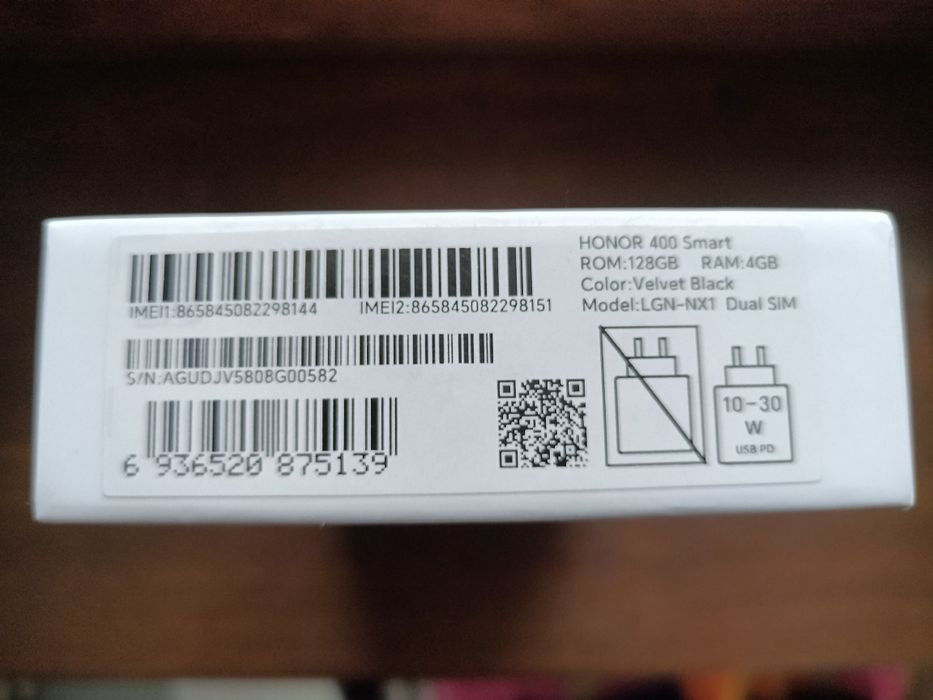 IMEI1:865845082298144 IMEI2:865845082298151
S/N:AGUDJV5808G00582
6 936520 875139
HONOR 400 Smart
ROM:128GB RAM:4GB
Color:Velvet Black
Model:LGN-NX1 Dual SIM
10-30
W
USB PD